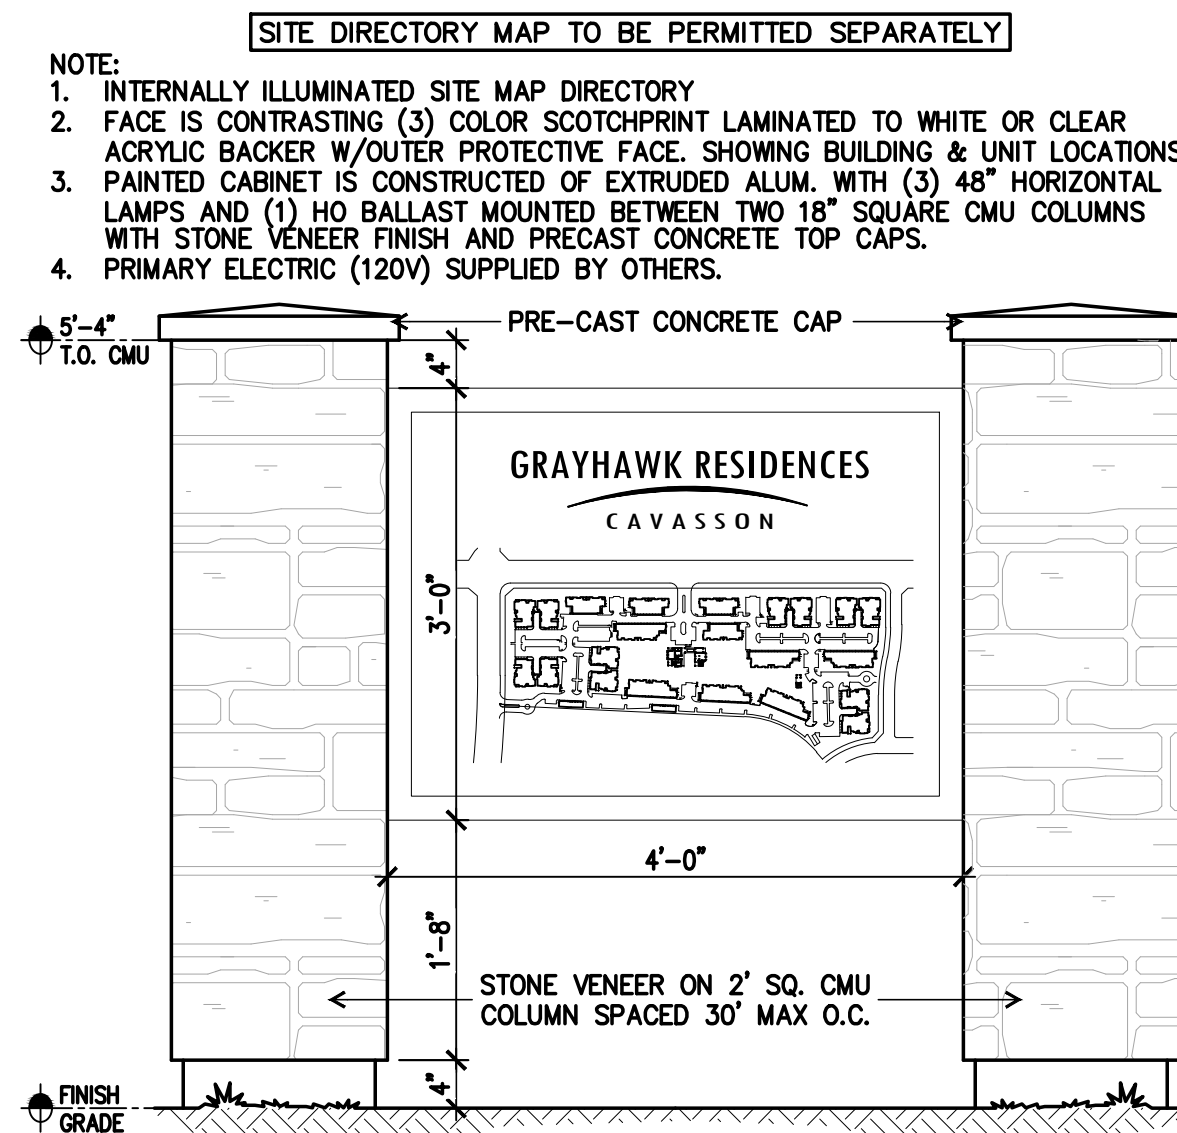 SITE DIRECTORY MAP TO BE PERMITTED SEPARATELY
NOTE:
1. INTERNALLY ILLUMINATED SITE MAP DIRECTORY
2. FACE IS CONTRASTING (3) COLOR SCOTCHPRINT LAMINATED TO WHITE OR CLEAR
ACRYLIC BACKER W/OUTER PROTECTIVE FACE. SHOWING BUILDING & UNIT LOCATIONS
3. PAINTED CABINET IS CONSTRUCTED OF EXTRUDED ALUM. WITH (3) 48" HORIZONTAL
LAMPS AND (1) HO BALLAST MOUNTED BETWEEN TWO 18" SQUARE CMU COLUMNS
WITH STONE VENEER FINISH AND PRECAST CONCRETE TOP CAPS.
4. PRIMARY ELECTRIC (120V) SUPPLIED BY OTHERS.
5'-4"
T.O. CMU
PRE-CAST CONCRETE CAP
4"
GRAYHAWK RESIDENCES
CAVASSON
3'-0"
4'-0"
1'-8"
STONE VENEER ON 2' SQ. CMU
COLUMN SPACED 30' MAX O.C.
4"
FINISH
GRADE